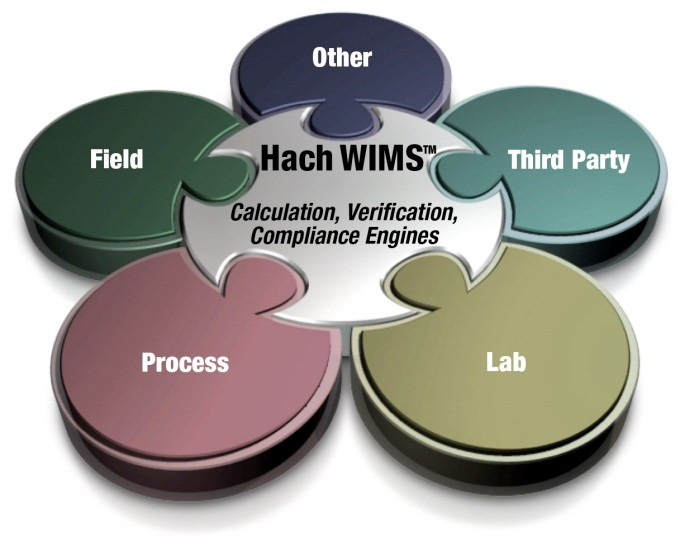 Other
Field
Hach WIMS™
Third Party
Calculation, Verification,
Compliance Engines
Process
Lab